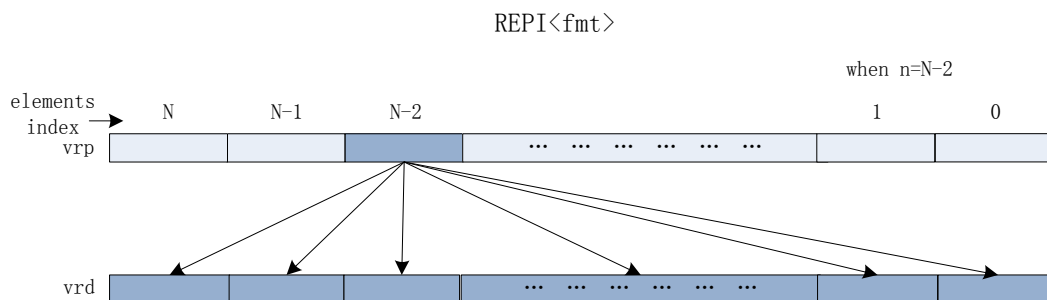 REPI<fmt>
when n=N-2
elements
index
N N-1 N-2 1 0
vrp … … … … … …
vrd … … … … … …